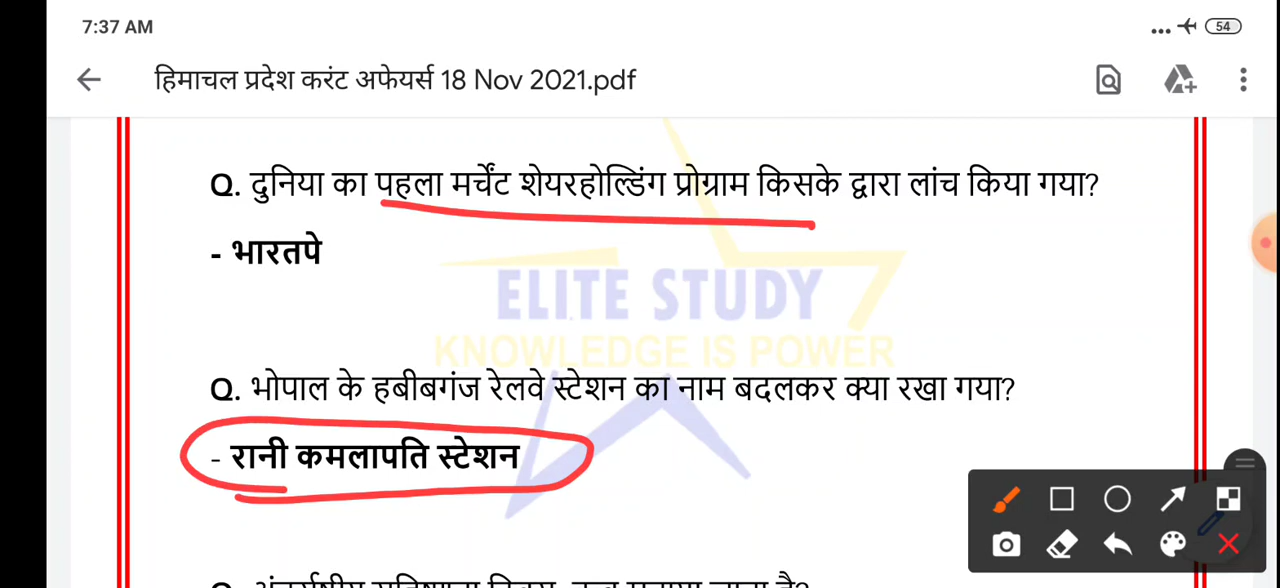 7:37 AM
54
हिमाचल प्रदेश करंट अफेयर्स 18 Nov 2021.pdf
Q. दुनिया का पहला मर्चेंट शेयरहोल्डिंग प्रोग्राम किसके द्वारा लांच किया गया?
- भारतपे
ELITE STUDY
KNOWLEDGE IS POWER
Q. भोपाल के हबीबगंज रेलवे स्टेशन का नाम बदलकर क्या रखा गया?
- रानी कमलापति स्टेशन